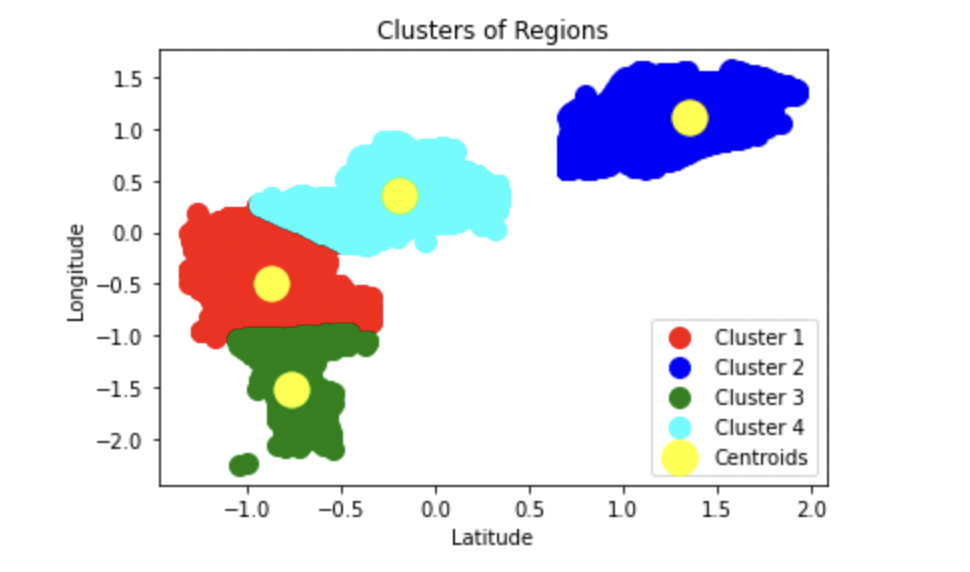 Clusters of Regions
1.5
1.0
0.5
0.0
−0.5
−1.0
−1.5
−2.0
Longitude
Cluster 1
Cluster 2
Cluster 3
Cluster 4
Centroids
−1.0 −0.5 0.0 0.5 1.0 1.5 2.0
Latitude